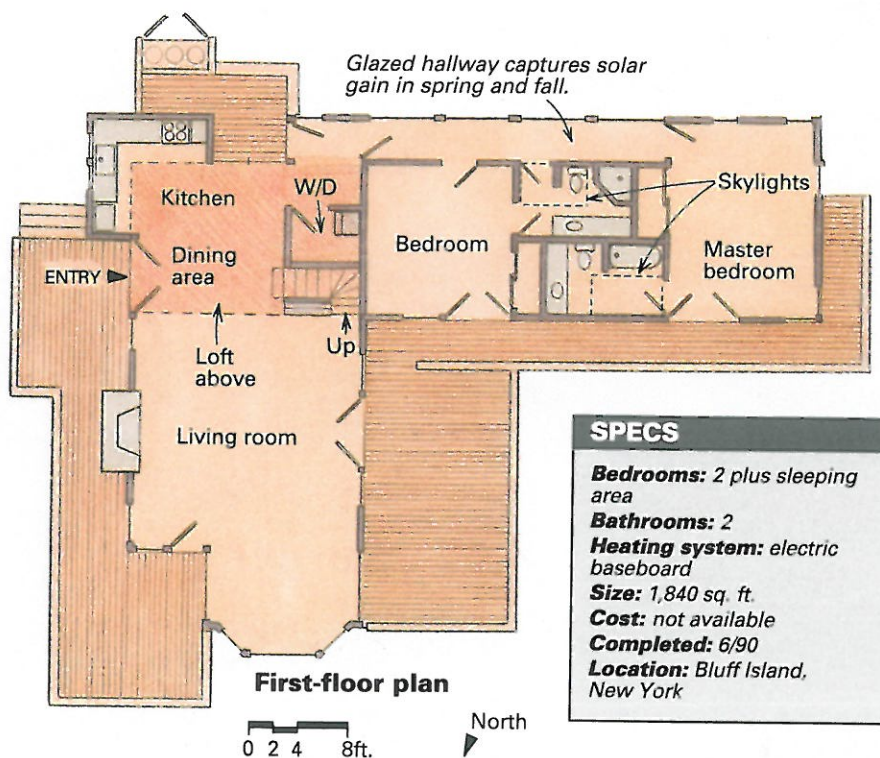 Glazed hallway captures solar
gain in spring and fall.
Kitchen
W/D
Skylights
Bedroom
Dining
area
Master
bedroom
ENTRY
Up
Loft
above
Living room
SPECS
Bedrooms: 2 plus sleeping
area
Bathrooms: 2
Heating system: electric
baseboard
Size: 1,840 sq. ft.
Cost: not available
Completed: 6/90
Location: Bluff Island,
New York
First-floor plan
0 2 4 8ft.
North